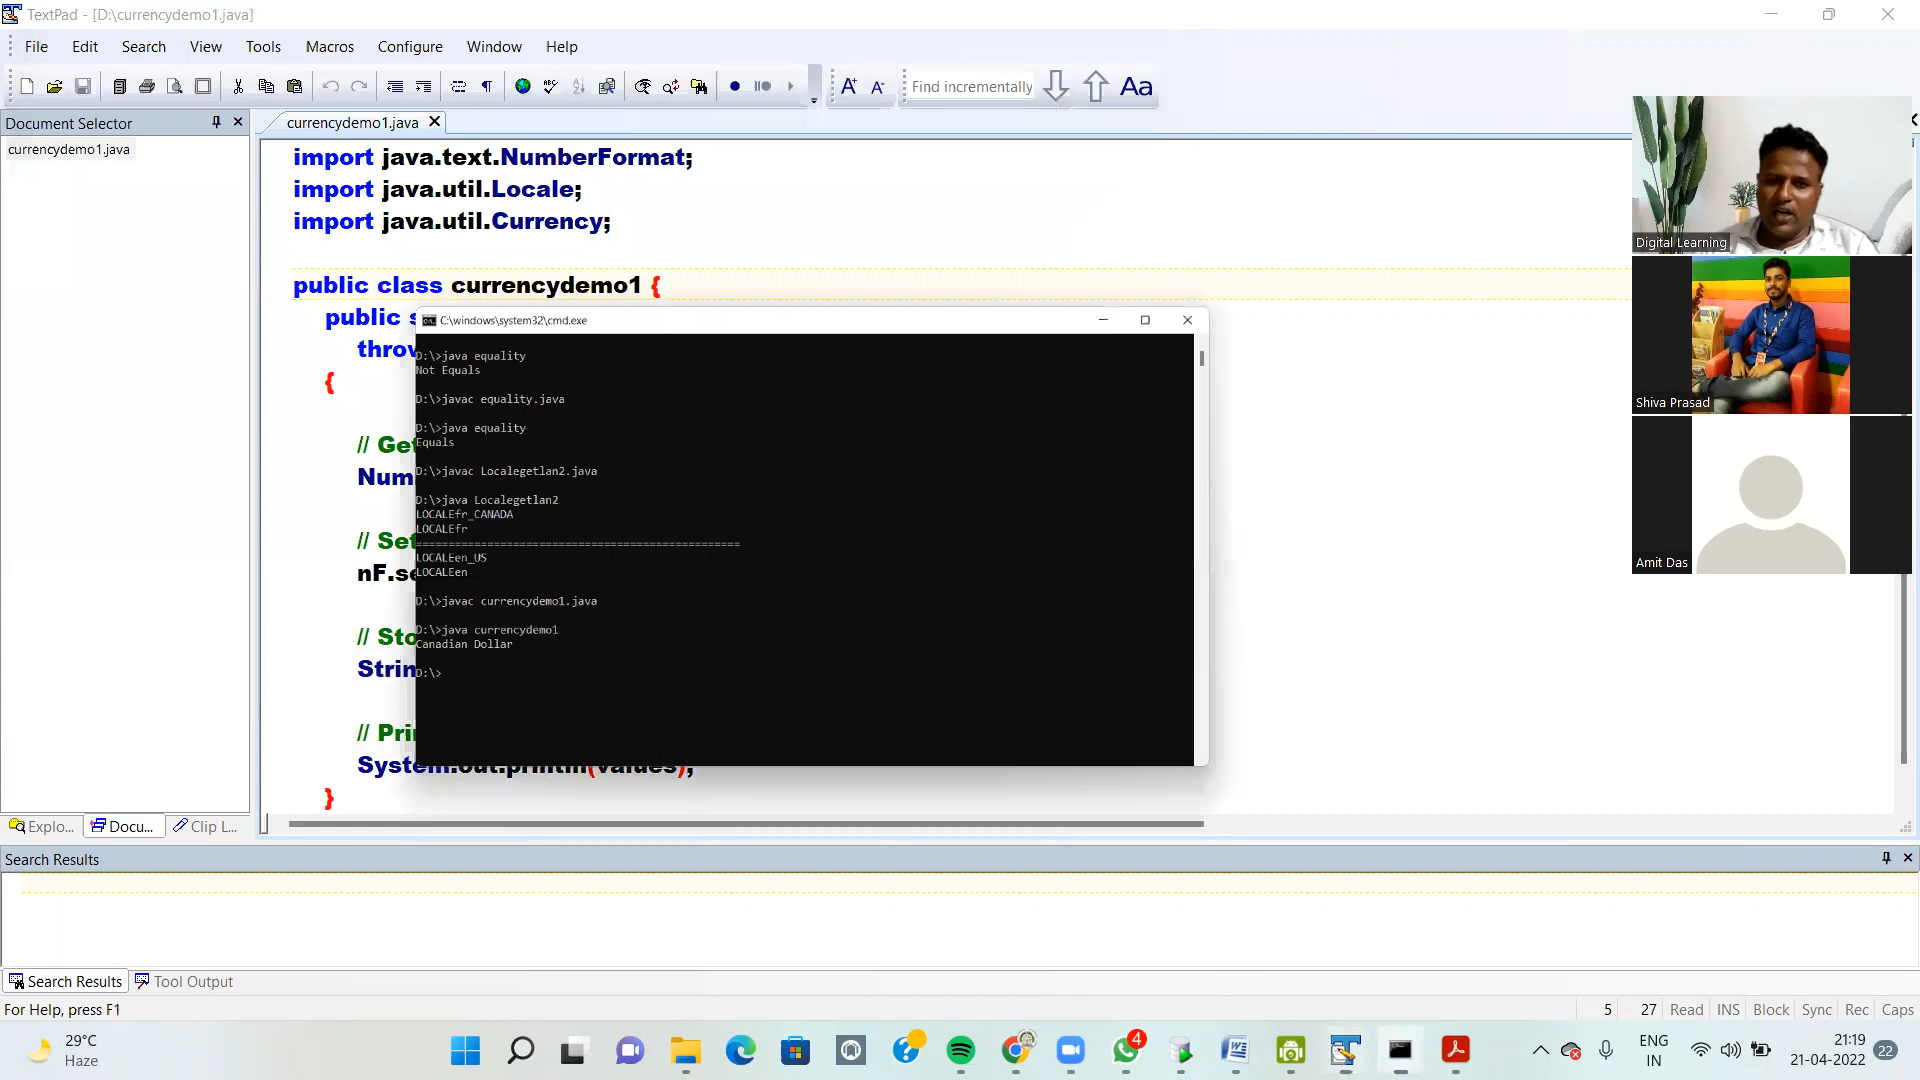 TextPad - [D:\currencydemo1.java]
File Edit Search View Tools Macros Configure Window Help
Find incrementally
Aa
Document Selector
currencydemo1.java
currencydemo1.java
import java.text.NumberFormat;
import java.util.Locale;
import java.util.Currency;
public class currencydemo1 {
public
{
// Get
// Set
nF.se
// Sto
// Pri
System.out.println(values);
}
C:\windows\system32\cmd.exe
D:\>java equality
Not Equals
D:\>javac equality.java
D:\>java equality
Equals
D:\>javac Localegetlan2.java
D:\>java Localegetlan2
LOCALEfr_CANADA
LOCALEfr
==================================================
LOCALEen_US
LOCALEen
D:\>javac currencydemo1.java
D:\>java currencydemo1
Canadian Dollar
D:\>
Digital Learning
Shiva Prasad
Amit Das
Explo... Docu... Clip L...
Search Results
Search Results Tool Output
For Help, press F1
5 27 Read INS Block Sync Rec Caps
29°C
Haze
4
ENG
IN
21:19
21-04-2022
22